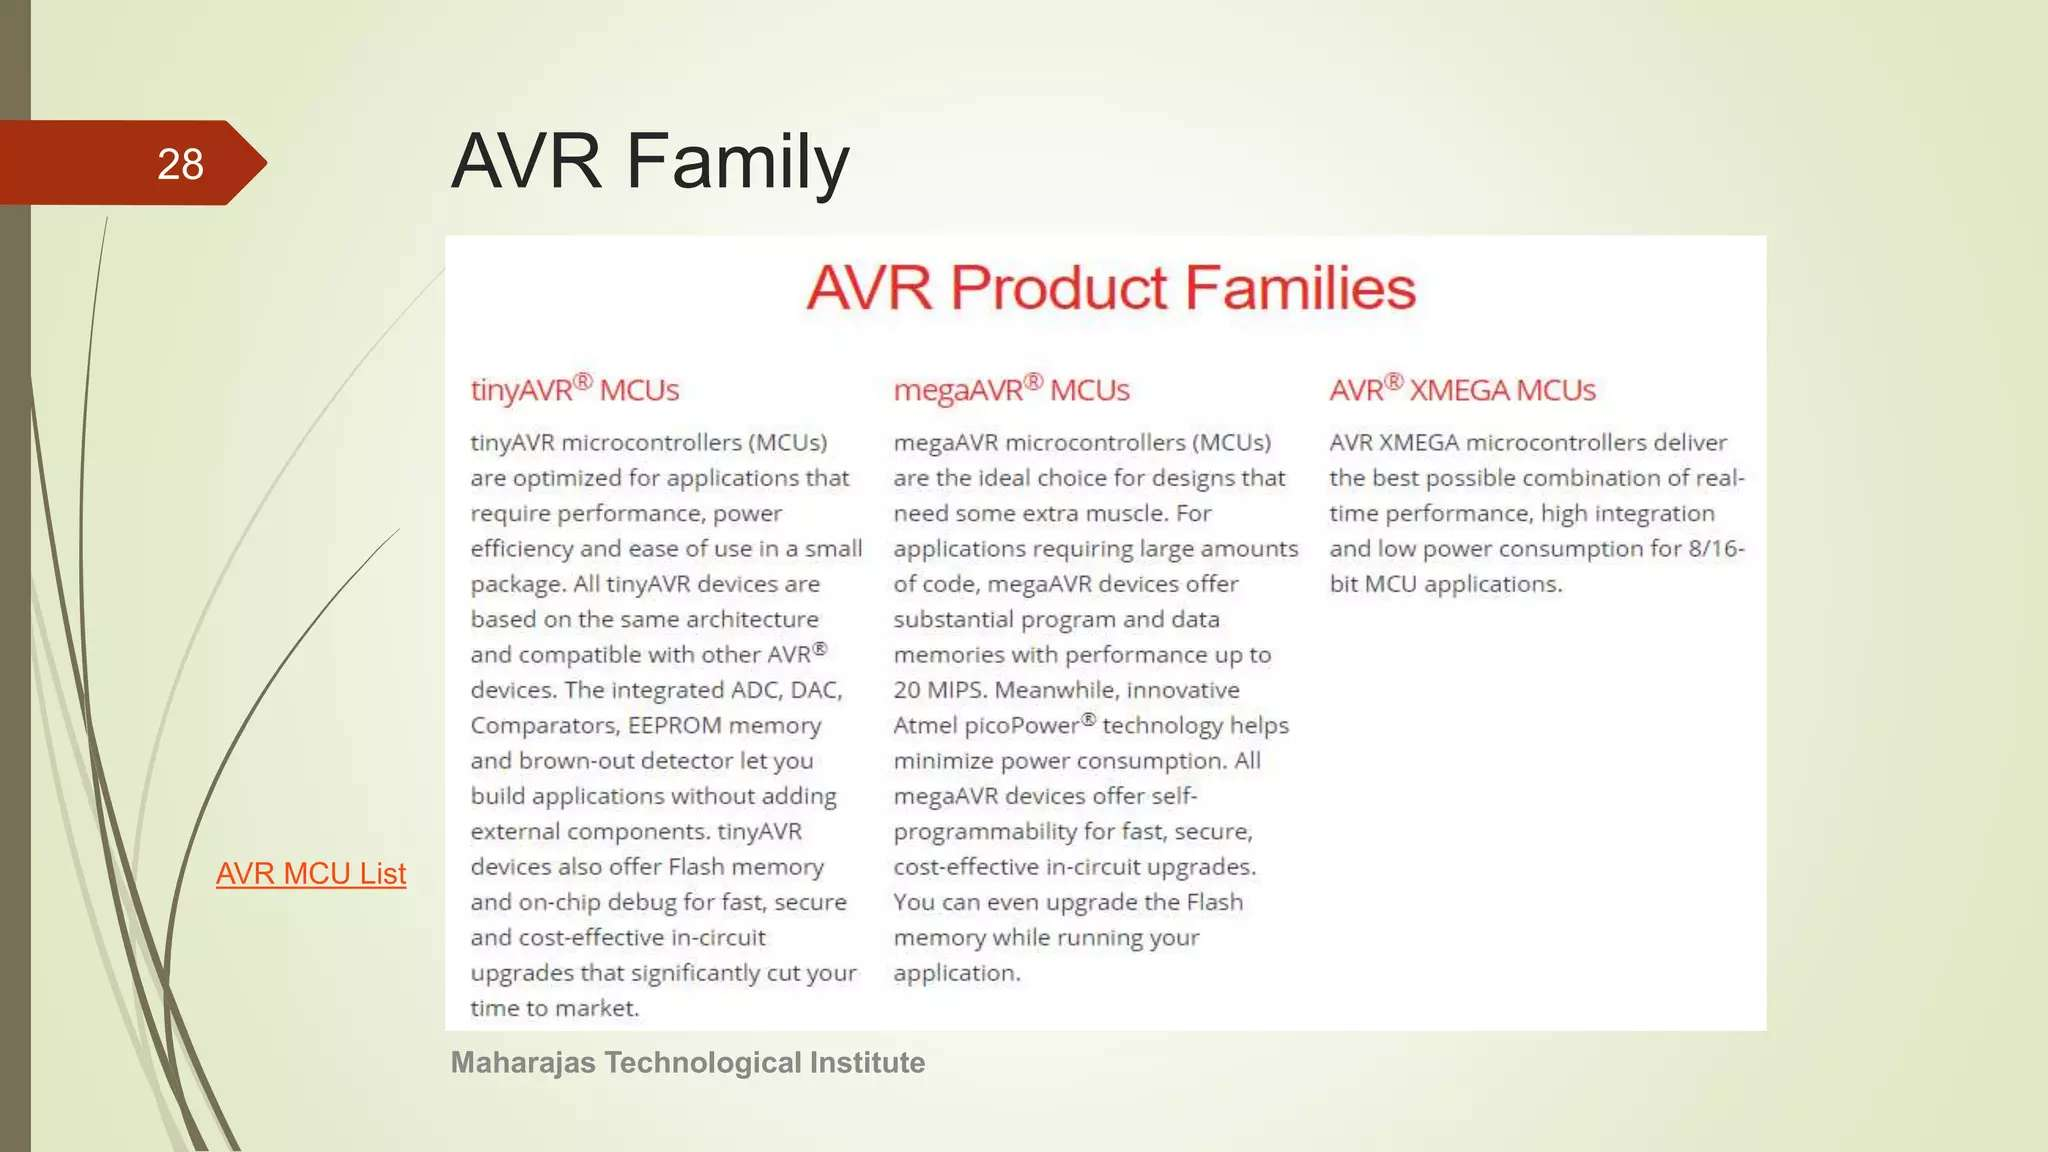 28
AVR Family
AVR Product Families
tinyAVR® MCUs
tinyAVR microcontrollers (MCUs)
are optimized for applications that
require performance, power
efficiency and ease of use in a small
package. All tinyAVR devices are
based on the same architecture
and compatible with other AVR®
devices. The integrated ADC, DAC,
Comparators, EEPROM memory
and brown-out detector let you
build applications without adding
external components. tinyAVR
devices also offer Flash memory
and on-chip debug for fast, secure
and cost-effective in-circuit
upgrades that significantly cut your
time to market.
megaAVR® MCUs
megaAVR microcontrollers (MCUs)
are the ideal choice for designs that
need some extra muscle. For
applications requiring large amounts
of code, megaAVR devices offer
substantial program and data
memories with performance up to
20 MIPS. Meanwhile, innovative
Atmel picoPower® technology helps
minimize power consumption. All
megaAVR devices offer self-
programmability for fast, secure,
cost-effective in-circuit upgrades.
You can even upgrade the Flash
memory while running your
application.
AVR® XMEGA MCUs
AVR XMEGA microcontrollers deliver
the best possible combination of real-
time performance, high integration
and low power consumption for 8/16-
bit MCU applications.
AVR MCU List
Maharajas Technological Institute